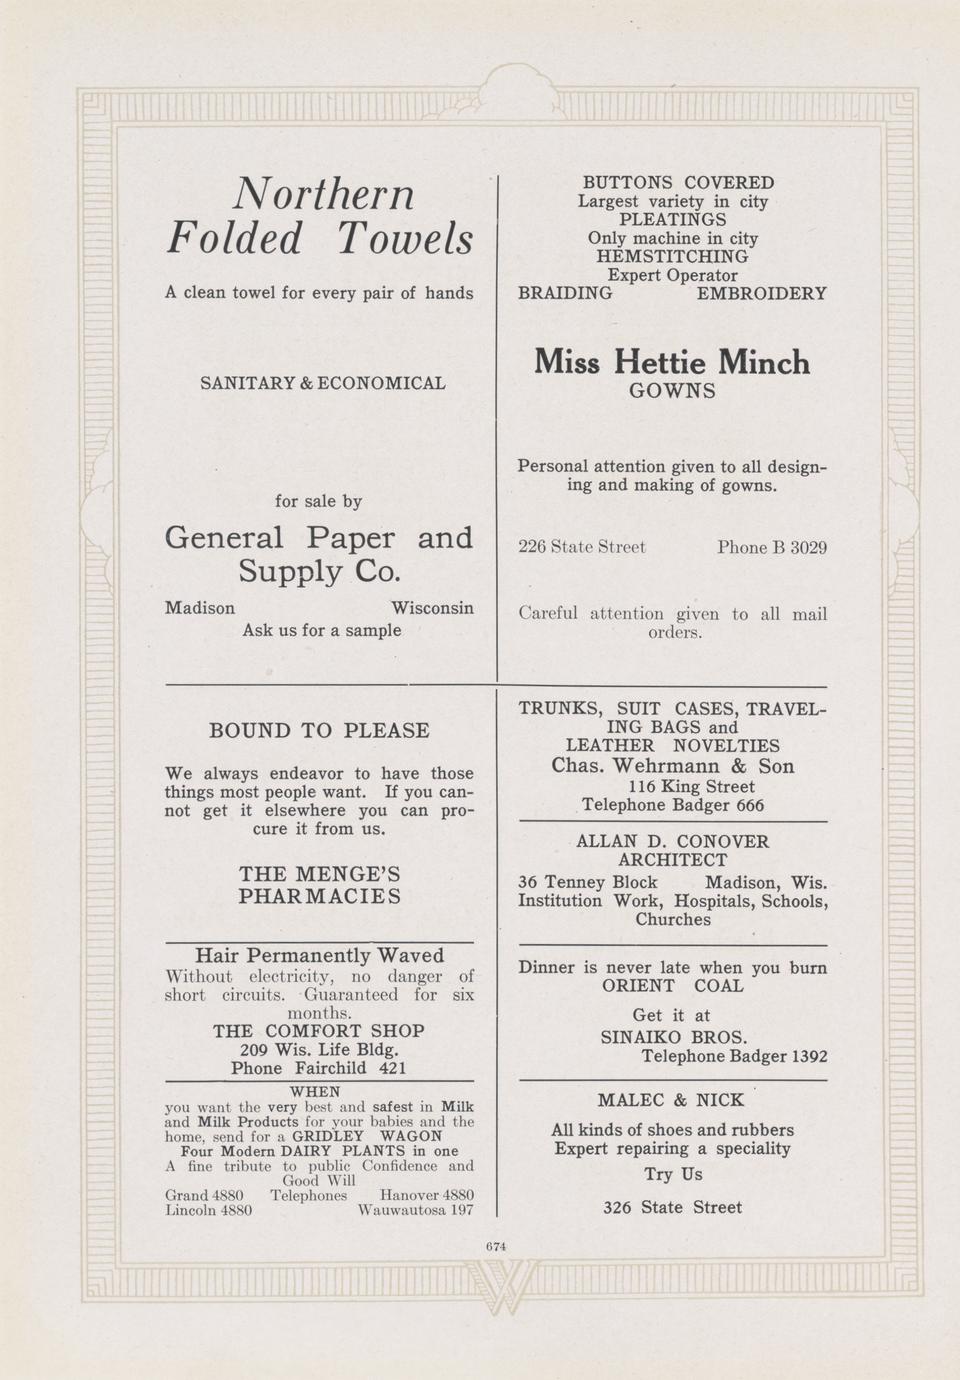 Northern
Folded Towels
A clean towel for every pair of hands
SANITARY & ECONOMICAL
for sale by
General Paper and
Supply Co.
Madison Wisconsin
Ask us for a sample
BUTTONS COVERED
Largest variety in city
PLEATINGS
Only machine in city
HEMSTITCHING
Expert Operator
BRAIDING EMBROIDERY
Miss Hettie Minch
GOWNS
Personal attention given to all design-
ing and making of gowns.
226 State Street Phone B 3029
Careful attention given to all mail
orders.
BOUND TO PLEASE
We always endeavor to have those
things most people want. If you can-
not get it elsewhere you can pro-
cure it from us.
THE MENGE'S
PHARMACIES
Hair Permanently Waved
Without electricity, no danger of
short circuits. Guaranteed for six
months.
THE COMFORT SHOP
209 Wis. Life Bldg.
Phone Fairchild 421
WHEN
you want the very best and safest in Milk
and Milk Products for your babies and the
home, send for a GRIDLEY WAGON
Four Modern DAIRY PLANTS in one
A fine tribute to public Confidence and
Good Will
Grand 4880 Telephones Hanover 4880
Lincoln 4880 Wauwautosa 197
TRUNKS, SUIT CASES, TRAVEL-
ING BAGS and
LEATHER NOVELTIES
Chas. Wehrmann & Son
116 King Street
Telephone Badger 666
ALLAN D. CONOVER
ARCHITECT
36 Tenney Block Madison, Wis.
Institution Work, Hospitals, Schools,
Churches
Dinner is never late when you burn
ORIENT COAL
Get it at
SINAIKO BROS.
Telephone Badger 1392
MALEC & NICK
All kinds of shoes and rubbers
Expert repairing a speciality
Try Us
326 State Street
674
W